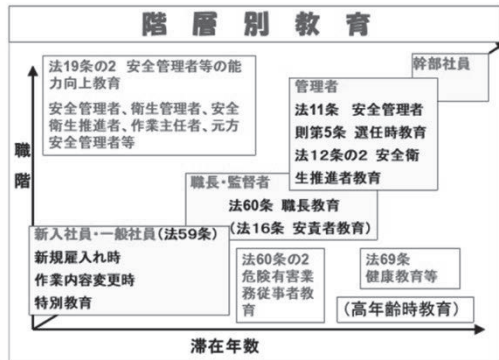 階層別教育
幹部社員
法19条の2 安全管理者等の能
力向上教育
安全管理者、衛生管理者、安全
衛生推進者、作業主任者、元方
安全管理者等
管理者
法11条 安全管理者
則第5条 選任時教育
法12条の2 安全衛
生推進者教育
職階
職長・監督者
法60条 職長教育
(法16条 安責者教育)
新入社員・一般社員(法59条)
新規雇入れ時
作業内容変更時
特別教育
法60条の2
危険有害業
務従事者教
育
法69条
健康教育等
(高年齢時教育)
滞在年数